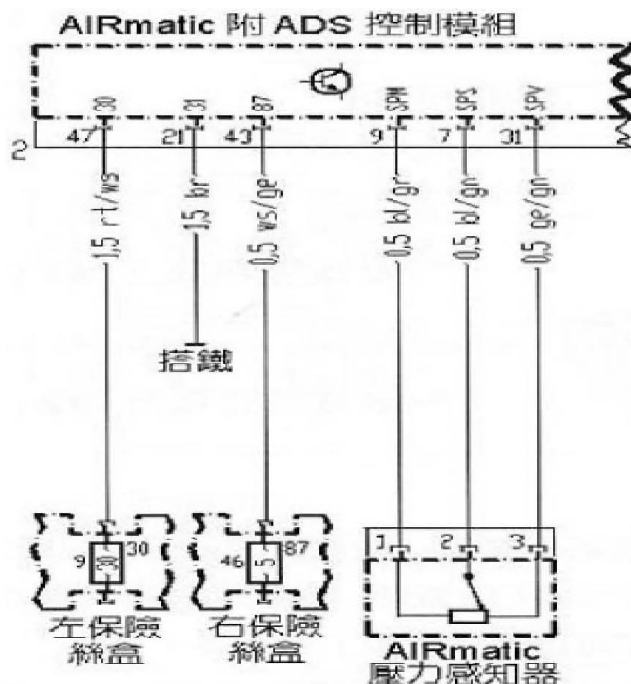 AIRmatic 附 ADS 控制模組
30 31 87 SPM SPS SPV
47 21 43 9 7 31
2
1,5 rt/ws
1,5 br
0,5 ws/ge
0,5 bl/gr
0,5 bl/gn
0,5 ge/gn
搭鐵
1 2 3
9 30 30
46 5 87
左保險
絲盒
右保險
絲盒
AIRmatic
壓力感知器